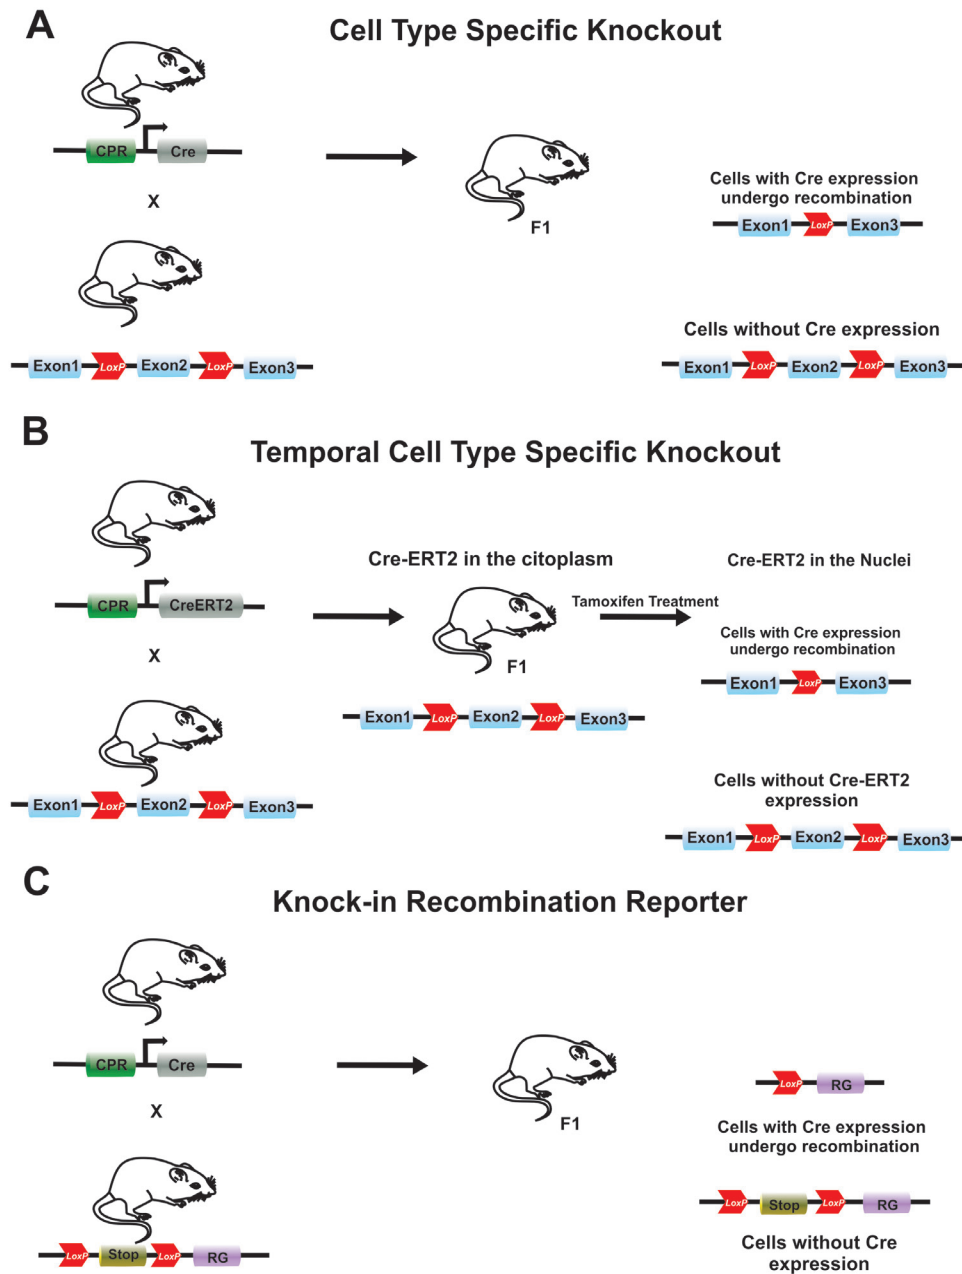 A
Cell Type Specific Knockout
CPR Cre
X
F1
Cells with Cre expression
undergo recombination
Exon1 LoxP Exon3
Exon1 LoxP Exon2 LoxP Exon3
Cells without Cre expression
Exon1 LoxP Exon2 LoxP Exon3
B
Temporal Cell Type Specific Knockout
CPR CreERT2
X
Cre-ERT2 in the citoplasm
F1
Exon1 LoxP Exon2 LoxP Exon3
Tamoxifen Treatment
Cre-ERT2 in the Nuclei
Cells with Cre expression
undergo recombination
Exon1 LoxP Exon3
Exon1 LoxP Exon2 LoxP Exon3
Cells without Cre-ERT2
expression
Exon1 LoxP Exon2 LoxP Exon3
C
Knock-in Recombination Reporter
CPR Cre
X
F1
LoxP RG
Cells with Cre expression
undergo recombination
LoxP Stop LoxP RG
LoxP Stop LoxP RG
Cells without Cre
expression